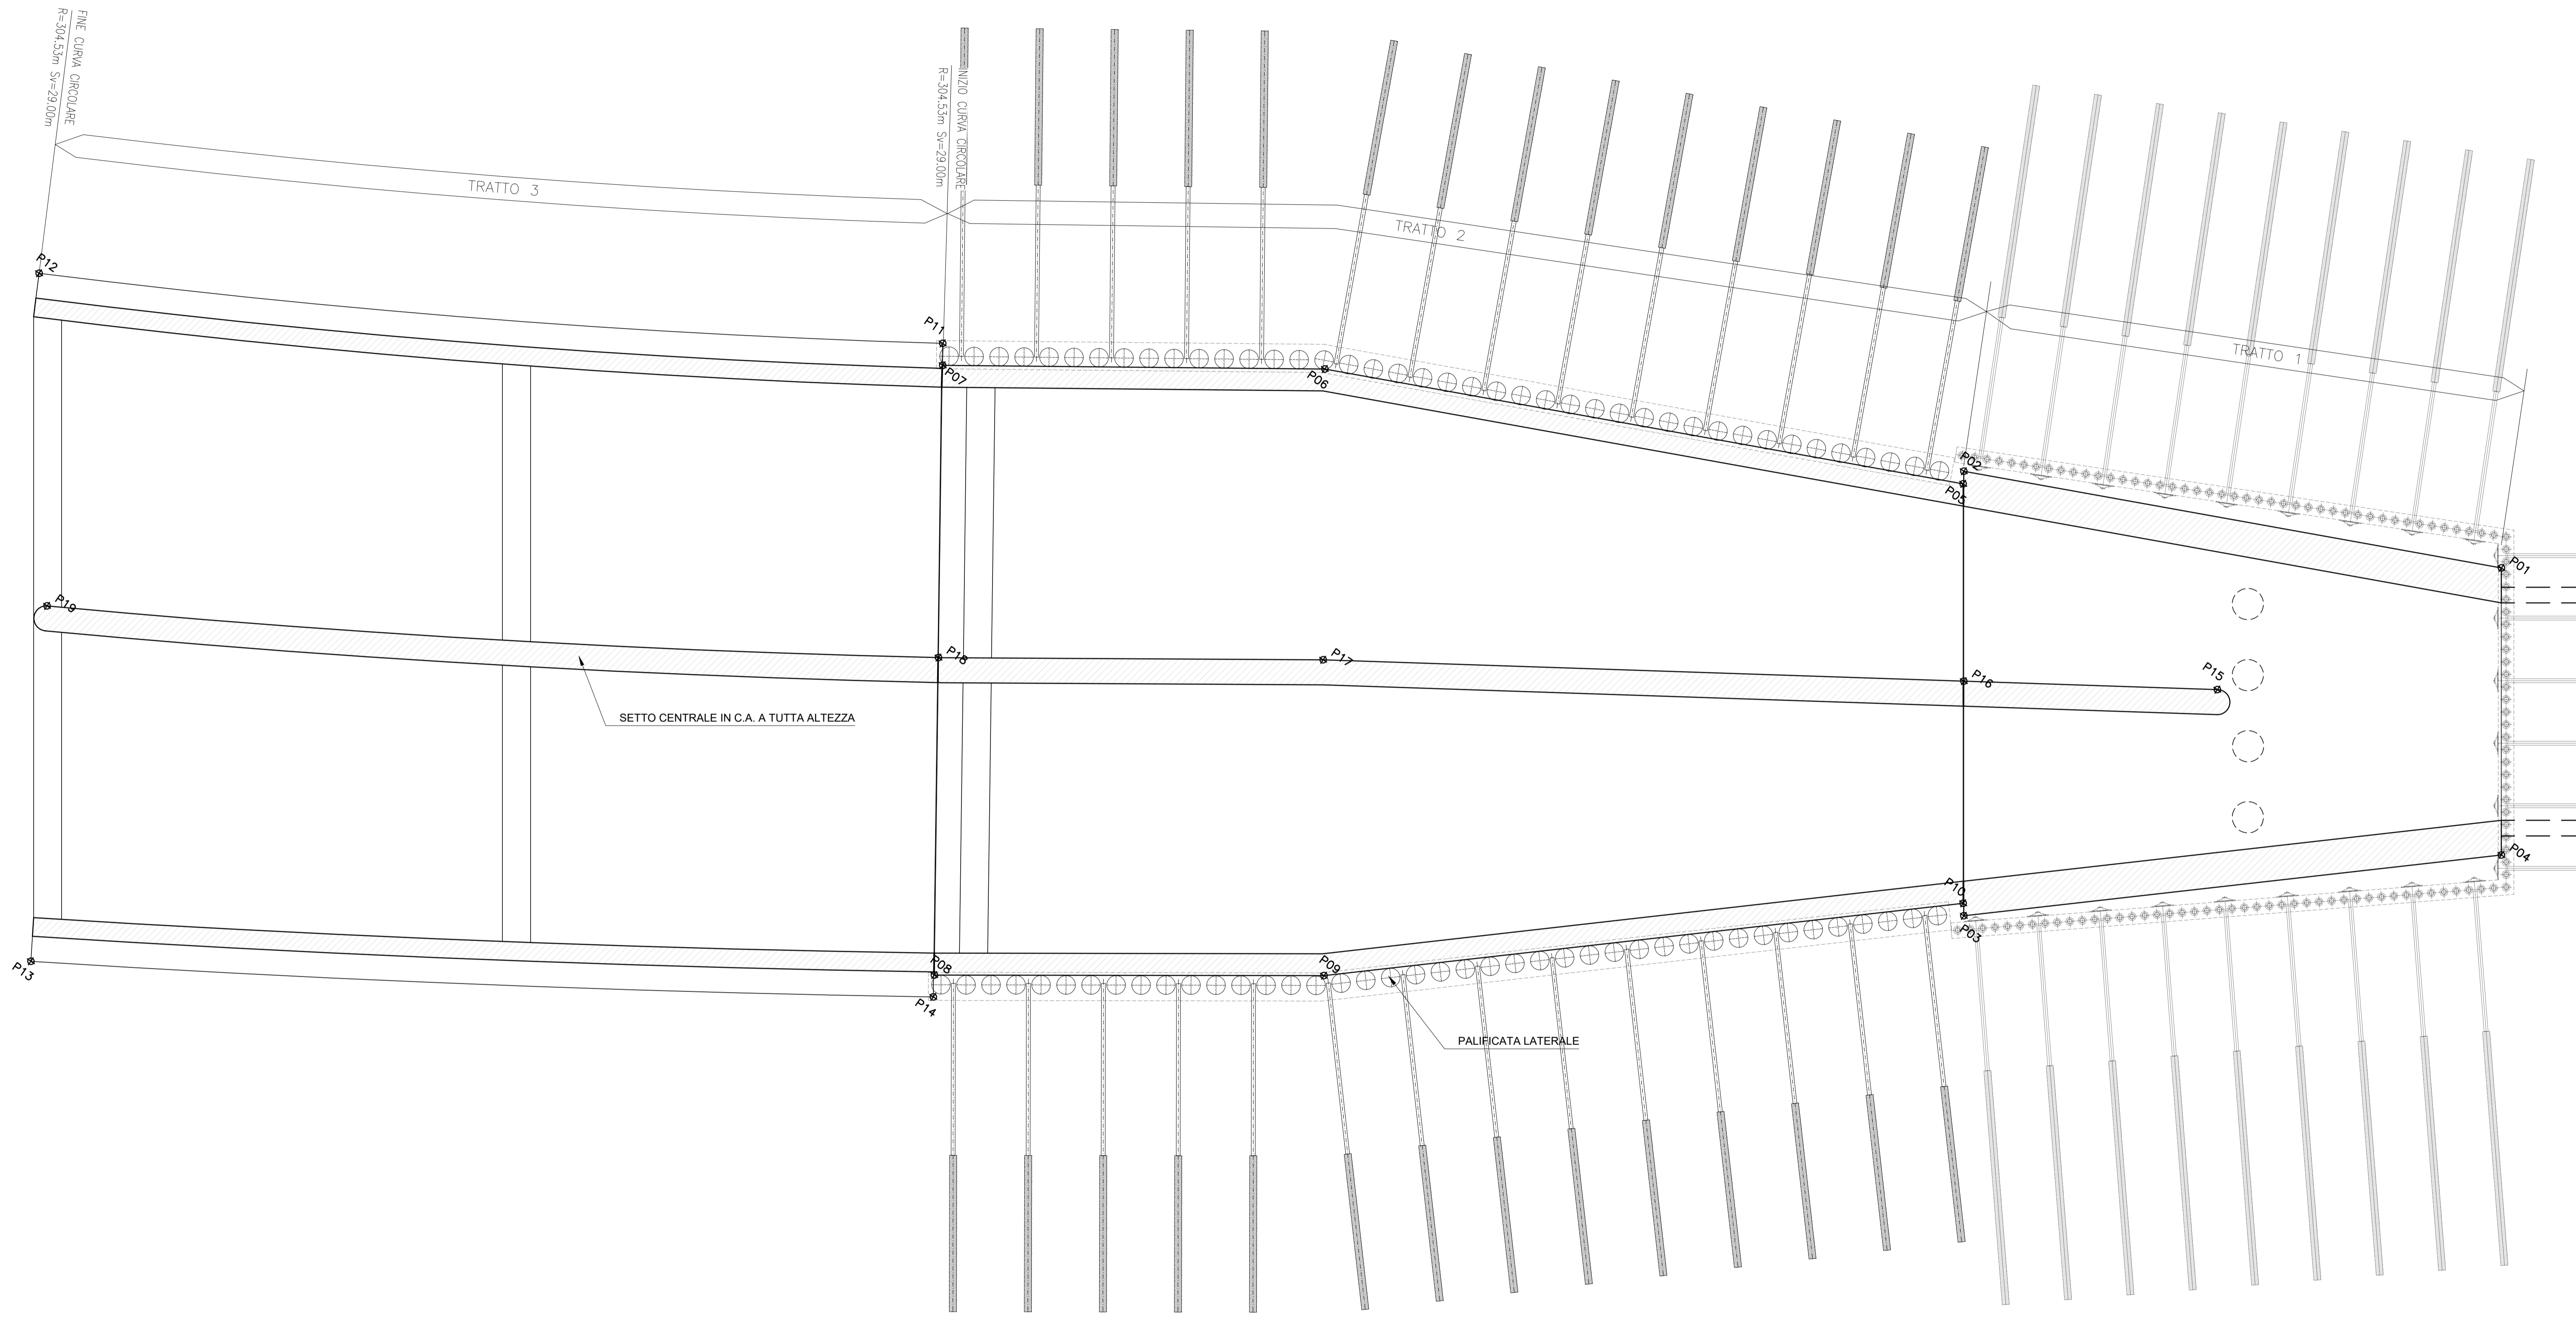 FINE CURVA CIRCOLARE
R=304.53m Sv=29.00m
INIZIO CURVA CIRCOLARE
R=304.53m Sv=29.00m
TRATTO 3
TRATTO 2
TRATTO 1
P12
P11
P07
P06
P02
P05
P01
P19
P18
P17
P16
P15
SETTO CENTRALE IN C.A. A TUTTA ALTEZZA
P04
P10
P03
P13
P08
P09
P14
PALIFICATA LATERALE